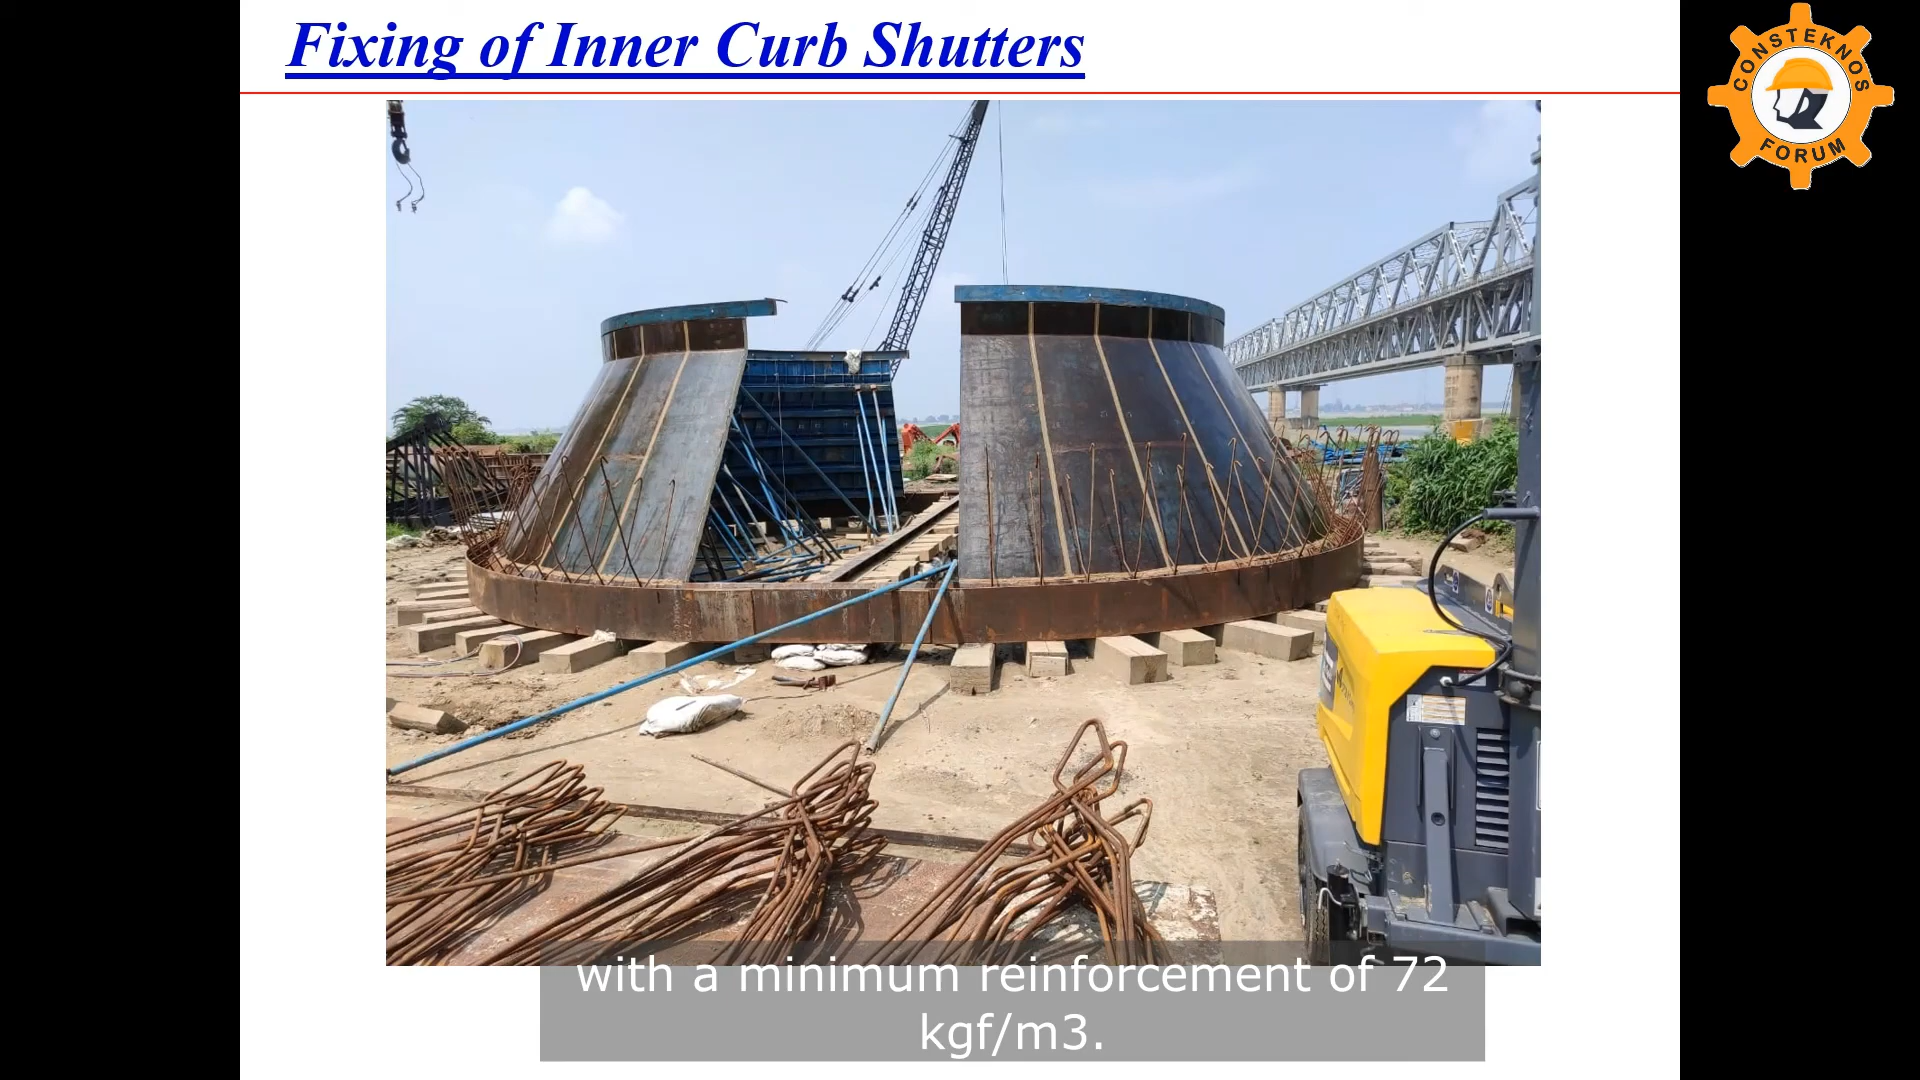 Fixing of Inner Curb Shutters
CONSTEKNOS
FORUM
with a minimum reinforcement of 72
kgf/m3.